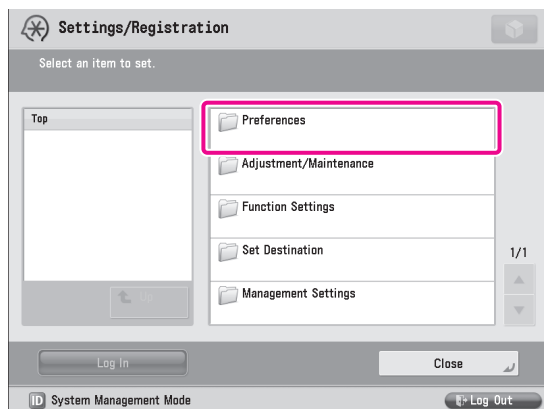 Settings/Registration
Select an item to set.
Top
Preferences
Adjustment/Maintenance
Function Settings
Set Destination
Management Settings
1/1
Up
Log In
Close
ID System Management Mode
Log Out